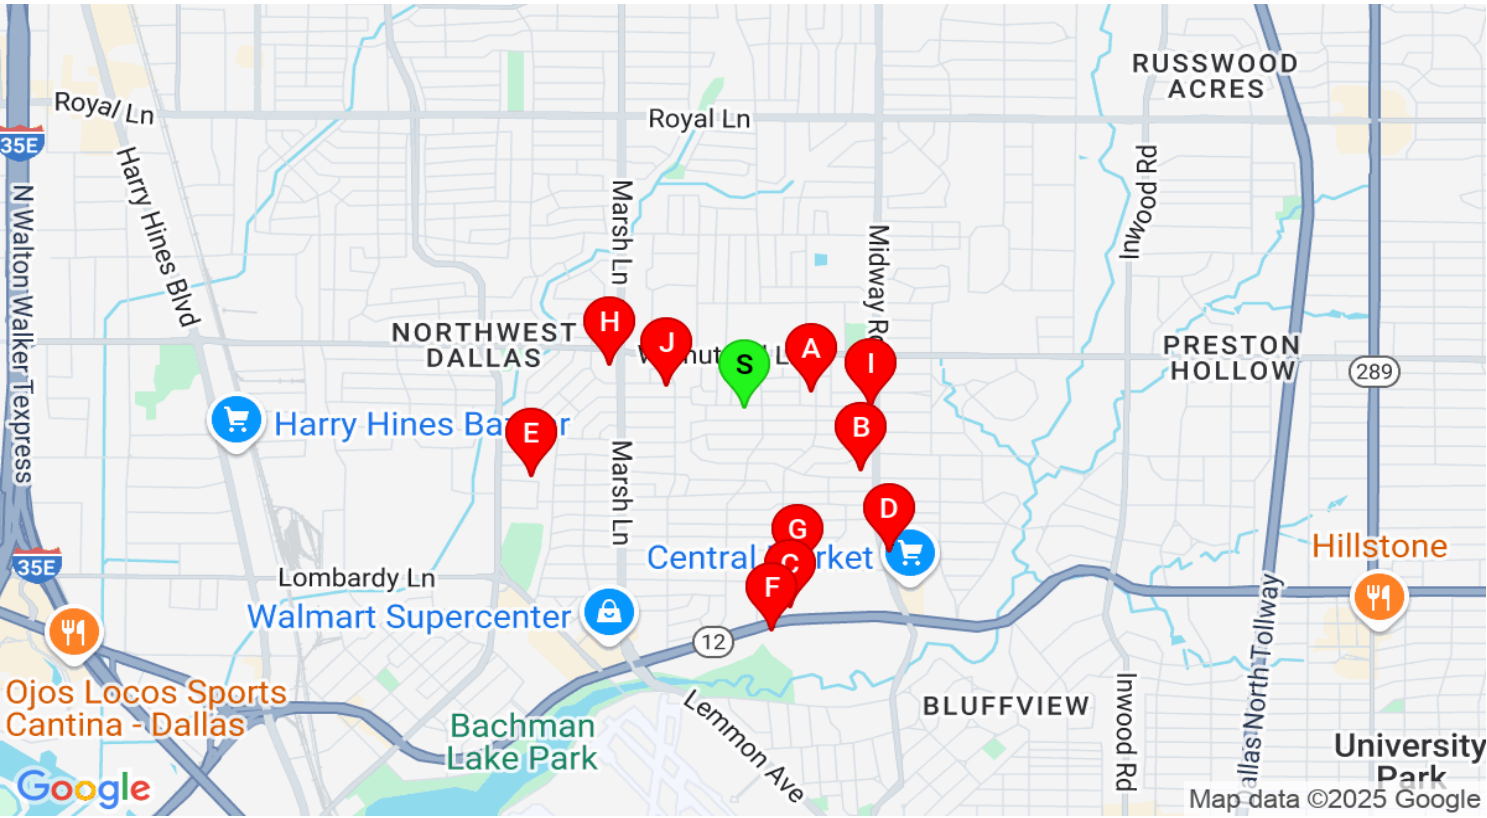 RUSSWOOD
ACRES
Royal Ln
Royal Ln
35E
Harry Hines Blvd
Inwood Rd
N Walton Walker Texpress
Marsh Ln
Midway R
H
J
A
S
I
NORTHWEST
DALLAS
PRESTON
HOLLOW
289
Harry Hines Ba
r
E
B
Marsh Ln
D
G
C
F
Central
rket
Hillstone
35E
Lombardy Ln
Walmart Supercenter
12
Ojos Locos Sports
Cantina - Dallas
Bachman
Lake Park
Lemmon Ave
BLUFFVIEW
Inwood Rd
allas North Tollway
University
Park
Google
Map data ©2025 Google